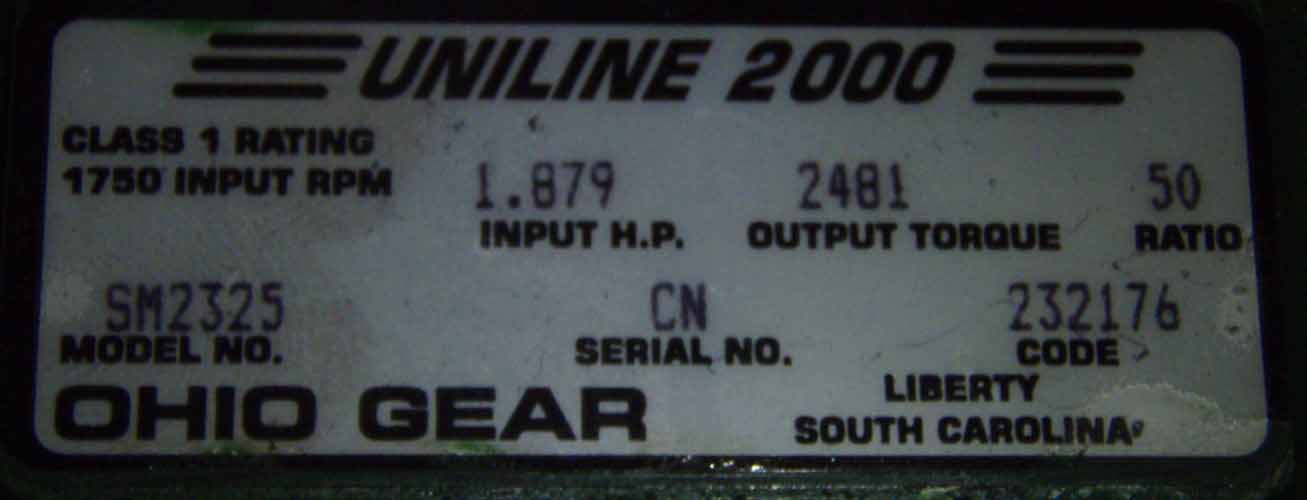 UNILINE 2000
CLASS 1 RATING
1750 INPUT RPM
1.879 2481 50
INPUT H.P. OUTPUT TORQUE RATIO
SM2325 CN 232176
MODEL NO. SERIAL NO. CODE
OHIO GEAR
LIBERTY
SOUTH CAROLINA